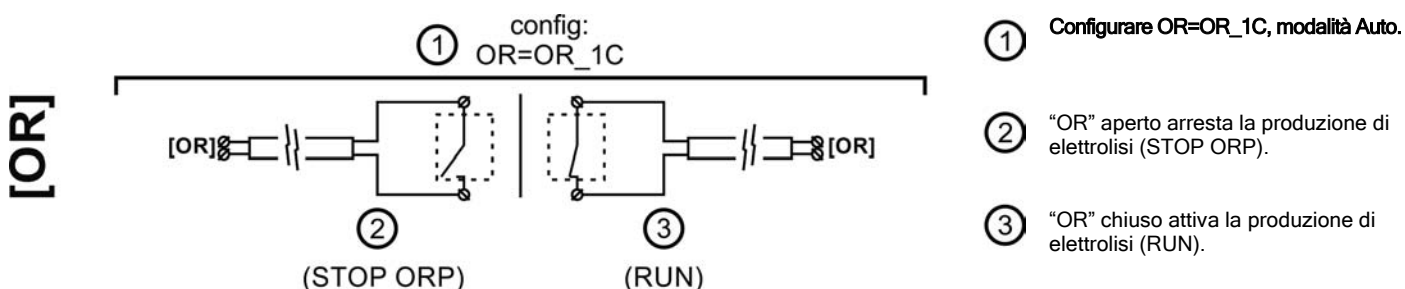 [OR]
1
config:
OR=OR_1C
[OR]
[OR]
2
(STOP ORP)
3
(RUN)
1
Configurare OR=OR_1C, modalità Auto.
2
“OR” aperto arresta la produzione di
elettrolisi (STOP ORP).
3
“OR” chiuso attiva la produzione di
elettrolisi (RUN).